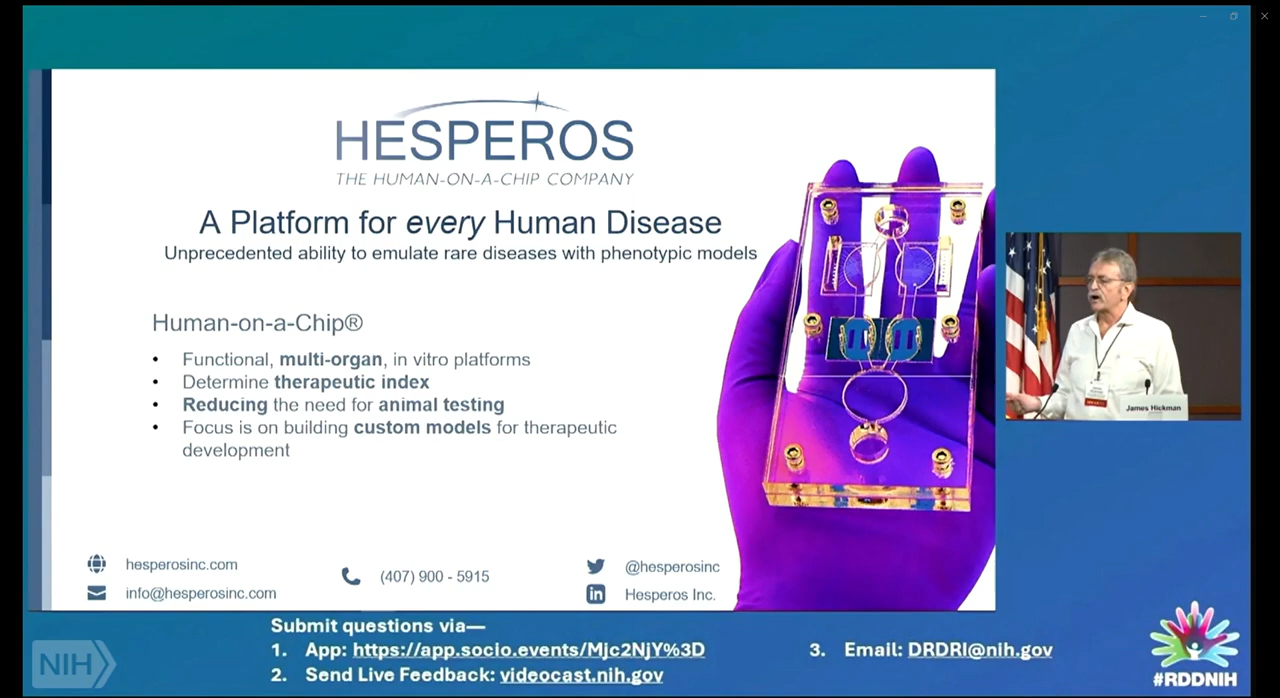 HESPEROS
THE HUMAN-ON-A-CHIP COMPANY
A Platform for every Human Disease
Unprecedented ability to emulate rare diseases with phenotypic models
Human-on-a-Chip®
• Functional, multi-organ, in vitro platforms
• Determine therapeutic index
• Reducing the need for animal testing
• Focus is on building custom models for therapeutic
development
hesperosinc.com
info@hesperosinc.com
(407) 900 - 5915
@hesperosinc
Hesperos Inc.
James Hickman
Submit questions via—
1. App: https://app.socio.events/Mjc2NjY%3D
2. Send Live Feedback: videocast.nih.gov
3. Email: DRDRI@nih.gov
NIH
#RDDNIH